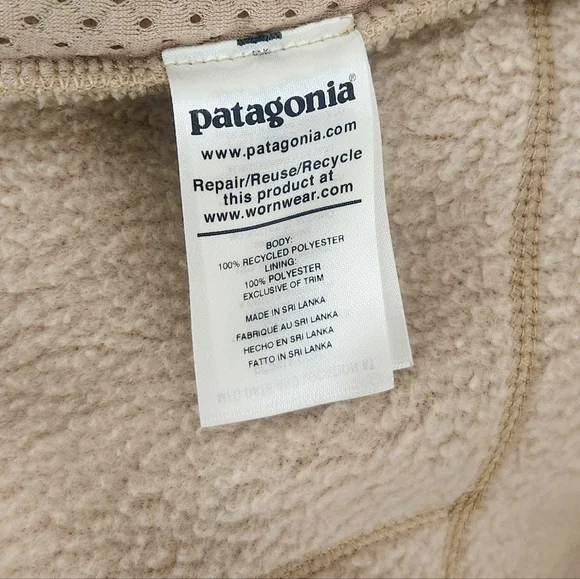 patagonia®
www.patagonia.com
Repair/Reuse/Recycle
this product at
www.wornwear.com
BODY:
100% RECYCLED POLYESTER
LINING:
100% POLYESTER
EXCLUSIVE OF TRIM
MADE IN SRI LANKA
FABRIQUÉ AU SRI LANKA
HECHO EN SRI LANKA
FATTO IN SRI LANKA